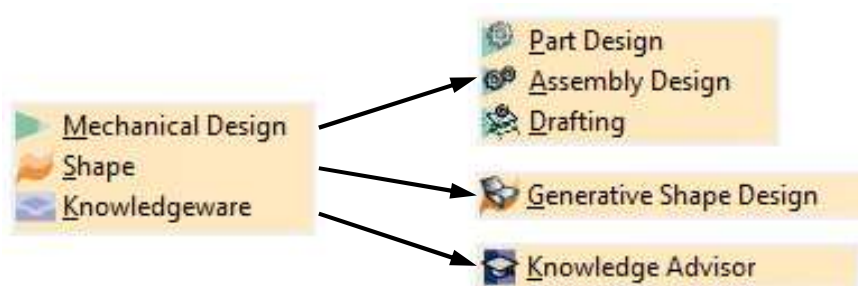 Mechanical Design
Shape
Knowledgeware
Part Design
Assembly Design
Drafting
Generative Shape Design
Knowledge Advisor